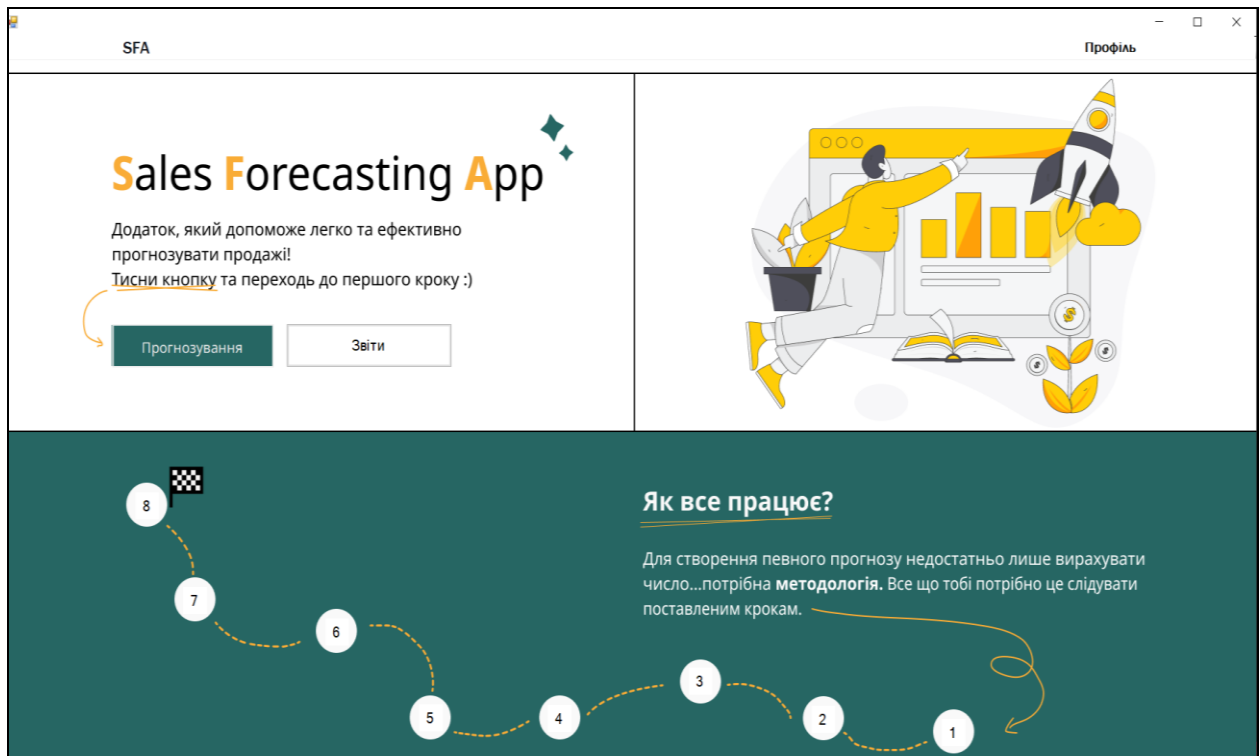 SFA
Профіль
Sales Forecasting App
Додаток, який допоможе легко та ефективно
прогнозувати продажі!
Тисни кнопку та переходь до першого кроку :)
Прогнозування
Звіти
$
$
$
Як все працює?
Для створення певного прогнозу недостатньо лише вирахувати
число...потрібна методологія. Все що тобі потрібно це слідувати
поставленим крокам.
8
7
6
5
4
3
2
1